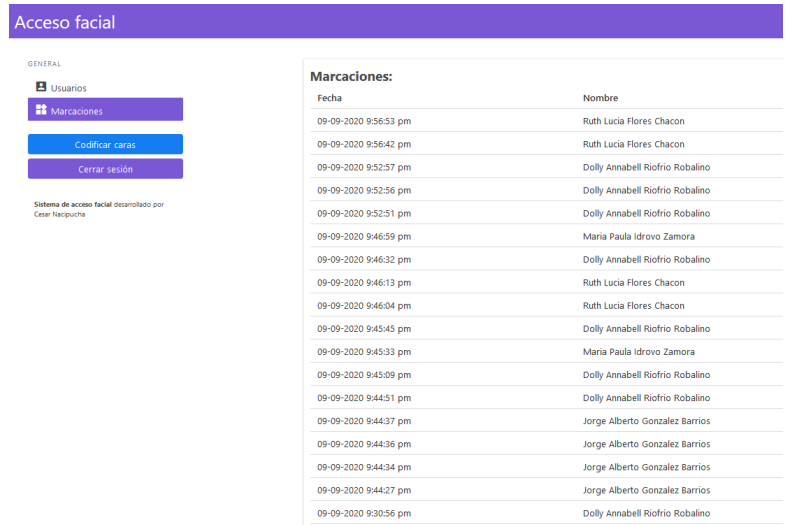 Acceso facial
GENERAL
Usuarios
Marcaciones
Codificar caras
Cerrar sesión
Sistema de acceso facial desarrollado por
Cesar Nacipucha
Marcaciones:
Fecha Nombre
09-09-2020 9:56:53 pm Ruth Lucia Flores Chacon
09-09-2020 9:56:42 pm Ruth Lucia Flores Chacon
09-09-2020 9:52:57 pm Dolly Annabell Riofrio Robalino
09-09-2020 9:52:56 pm Dolly Annabell Riofrio Robalino
09-09-2020 9:52:51 pm Dolly Annabell Riofrio Robalino
09-09-2020 9:46:59 pm Maria Paula Idrovo Zamora
09-09-2020 9:46:32 pm Dolly Annabell Riofrio Robalino
09-09-2020 9:46:13 pm Ruth Lucia Flores Chacon
09-09-2020 9:46:04 pm Ruth Lucia Flores Chacon
09-09-2020 9:45:45 pm Dolly Annabell Riofrio Robalino
09-09-2020 9:45:33 pm Maria Paula Idrovo Zamora
09-09-2020 9:45:09 pm Dolly Annabell Riofrio Robalino
09-09-2020 9:44:51 pm Dolly Annabell Riofrio Robalino
09-09-2020 9:44:37 pm Jorge Alberto Gonzalez Barrios
09-09-2020 9:44:36 pm Jorge Alberto Gonzalez Barrios
09-09-2020 9:44:34 pm Jorge Alberto Gonzalez Barrios
09-09-2020 9:44:27 pm Jorge Alberto Gonzalez Barrios
09-09-2020 9:30:56 pm Dolly Annabell Riofrio Robalino